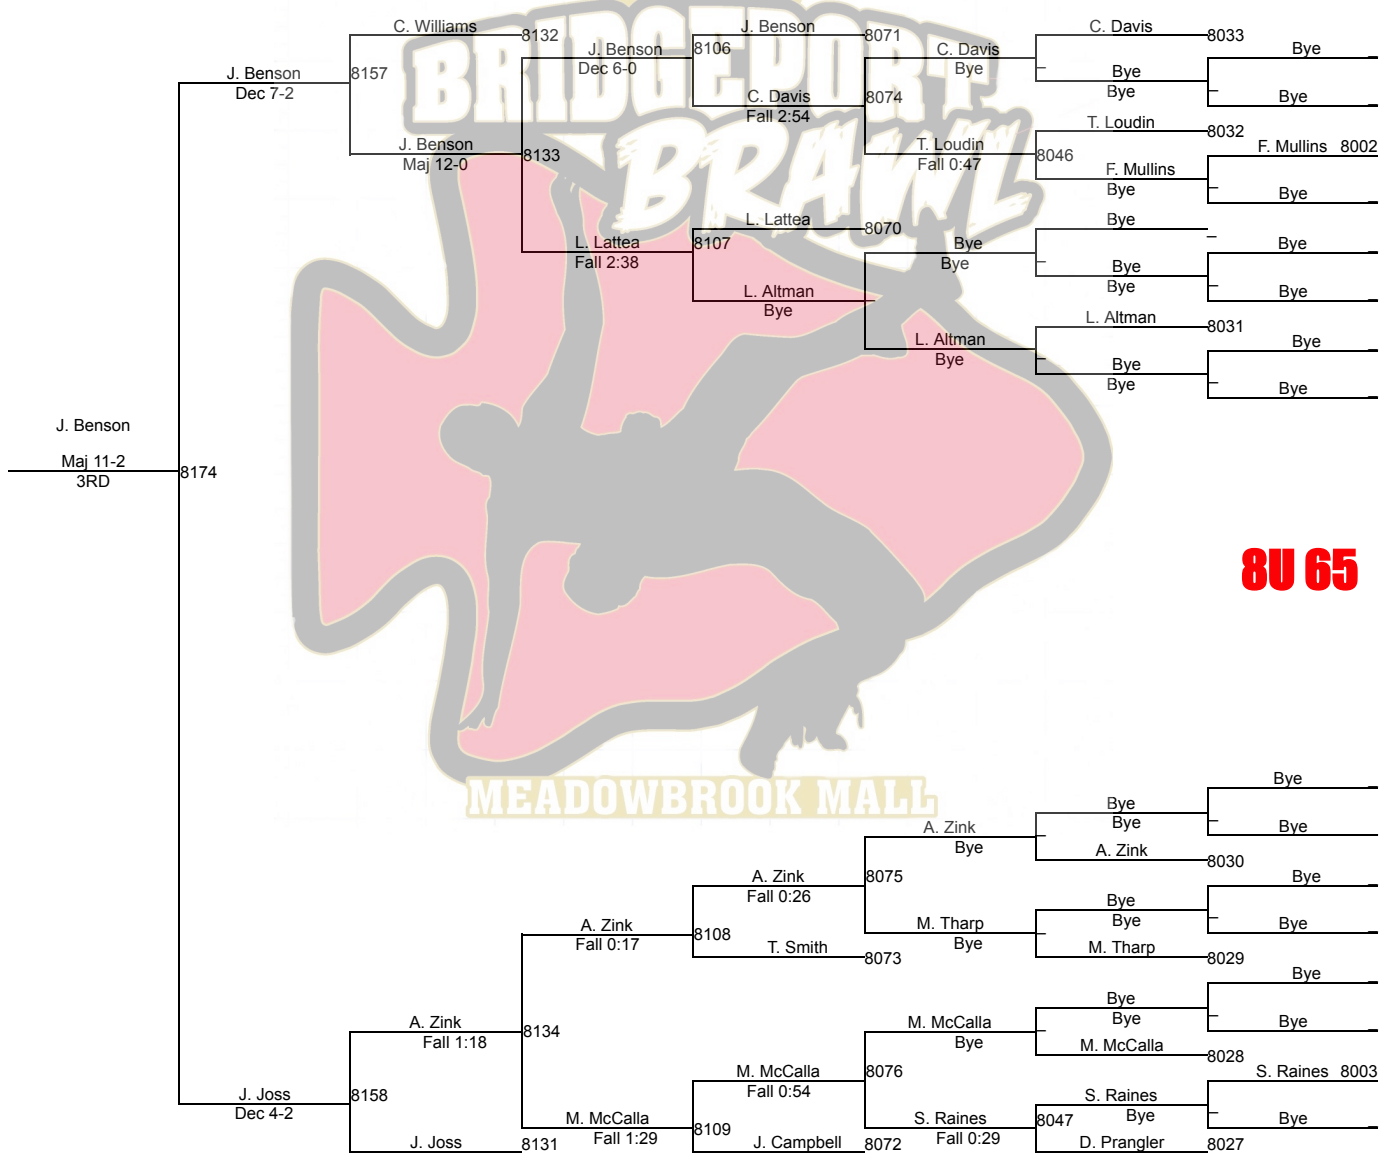 BRIDGEPORT
BRAWL
C. Williams 8132
J. Benson 8071
C. Davis 8033
J. Benson 8106
Dec 6-0
C. Davis
Bye
Bye
J. Benson 8157
Dec 7-2
Bye
Bye
C. Davis 8074
Fall 2:54
Bye
T. Loudin 8032
J. Benson 8133
Maj 12-0
T. Loudin 8046
Fall 0:47
F. Mullins 8002
F. Mullins
Bye
Bye
L. Lattea 8070
Bye
L. Lattea 8107
Fall 2:38
Bye
Bye
Bye
Bye
Bye
L. Altman
Bye
Bye
L. Altman 8031
L. Altman
Bye
Bye
Bye
Bye
Bye
J. Benson
Maj 11-2
3RD
8174
8U 65
MEADOWBROOK MALL
Bye
Bye
Bye
Bye
A. Zink
Bye
A. Zink 8030
A. Zink 8075
Fall 0:26
Bye
Bye
Bye
Bye
A. Zink 8108
Fall 0:17
M. Tharp
Bye
T. Smith 8073
M. Tharp 8029
Bye
Bye
Bye
Bye
A. Zink 8134
Fall 1:18
M. McCalla
Bye
M. McCalla 8028
M. McCalla 8076
Fall 0:54
S. Raines 8003
J. Joss 8158
Dec 4-2
S. Raines
Bye
M. McCalla 8109
Fall 1:29
S. Raines 8047
Fall 0:29
Bye
J. Joss 8131
J. Campbell 8072
D. Prangler 8027